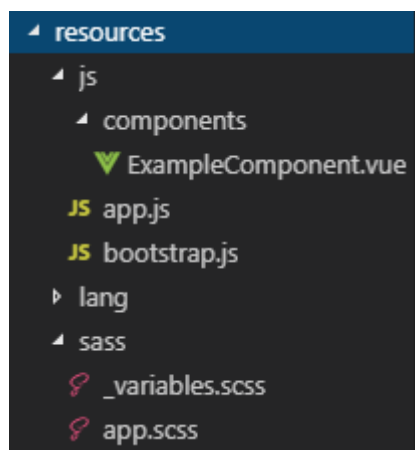 resources
js
components
ExampleComponent.vue
JS app.js
JS bootstrap.js
lang
sass
_variables.scss
app.scss